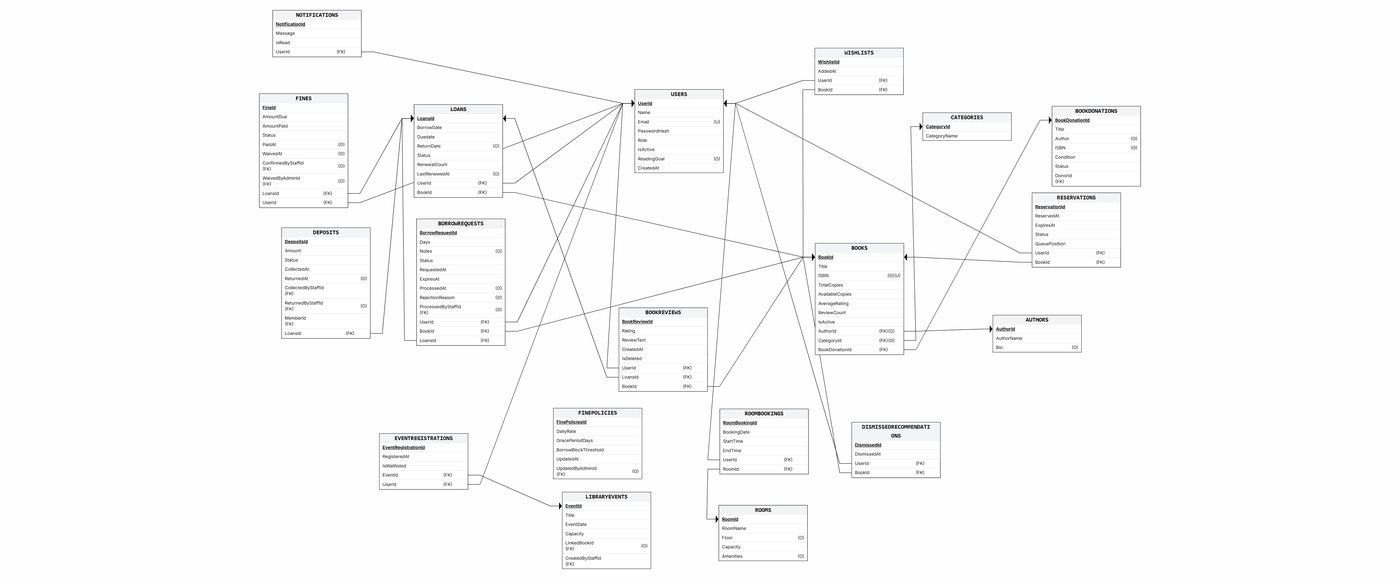 NOTIFICATIONS
NotificationId
Message
isRead
UserId (FK)
WISHLISTS
WishlistId
AddedAt
UserId (FK)
BookId (FK)
USERS
UserId
Name
Email (U)
PasswordHash
Role
IsActive
ReadingGoal (O)
CreatedAt
FINES
FineId
AmountDue
AmountPaid
Status
PaidAt (O)
WaivedAt (O)
ConfirmedByStaffId
(FK) (O)
WaivedByAdminId
(FK) (O)
LoansId (FK)
UserId (FK)
LOANS
LoansId
BorrowDate
Duedate
ReturnDate (O)
Status
RenewalCount
LastRenewedAt (O)
UserId (FK)
BookId (FK)
CATEGORIES
CategoryId
CategoryName
BOOKDONATIONS
BookDonationId
Title
Author (O)
ISBN (O)
Condition
Status
DonorId
(FK)
RESERVATIONS
ReservationId
ReservedAt
ExpiresAt
Status
QueuePosition
UserId (FK)
BookId (FK)
DEPOSITS
DepositsId
Amount
Status
CollectedAt
ReturnedAt (O)
CollectedByStaffId
(FK)
ReturnedByStaffId
(FK) (O)
MemberId
(FK)
LoansId (FK)
BORROWREQUESTS
BorrowRequestId
Days
Notes (O)
Status
RequestedAt
ExpiresAt
ProcessedAt (O)
RejectionReason (O)
ProcessedByStaffId
(FK) (O)
UserId (FK)
BookId (FK)
LoansId (FK)
BOOKS
BookId
Title
ISBN
TotalCopies
AvailableCopies
AverageRating
ReviewCount
IsActive
AuthorId (FK)(O)
CategoryId (FK)(O)
BookDonationId (FK)
BOOKREVIEWS
BookReviewId
Rating
ReviewText
CreatedAt
IsDeleted
UserId (FK)
LoansId (FK)
BookId (FK)
AUTHORS
AuthorId
AuthorName
Bio (O)
EVENTREGISTRATIONS
EventRegistrationId
RegisteredAt
IsWaitlisted
EventId (FK)
UserId (FK)
FINEPOLICIES
FinePoliciesId
DailyRate
GracePeriodDays
BorrowBlockThreshold
UpdatedAt
UpdatedByAdminId
(FK) (O)
ROOMBOOKINGS
RoomBookingId
BookingDate
StartTime
EndTime
UserId (FK)
RoomId (FK)
DISMISSEDRECOMMENDATI
ONS
DismissedId
DismissedAt
UserId (FK)
BookId (FK)
LIBRARYEVENTS
EventId
Title
EventDate
Capacity
LinkedBookId
(FK) (O)
CreatedByStaffId
(FK)
ROOMS
RoomId
RoomName
Floor (O)
Capacity
Amenities (O)